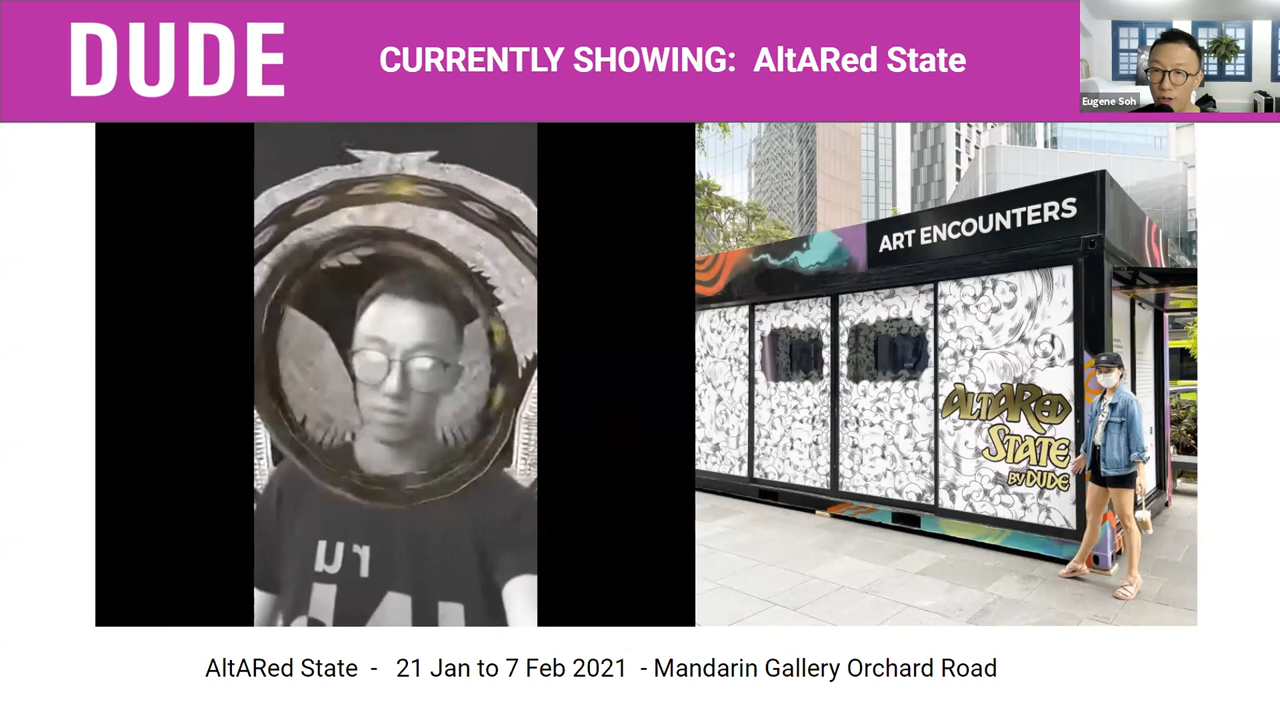 DUDE
CURRENTLY SHOWING: AltARed State
Eugene Soh
ART ENCOUNTERS
ALTARED
STATE
BY DUDE
AltARed State - 21 Jan to 7 Feb 2021 - Mandarin Gallery Orchard Road